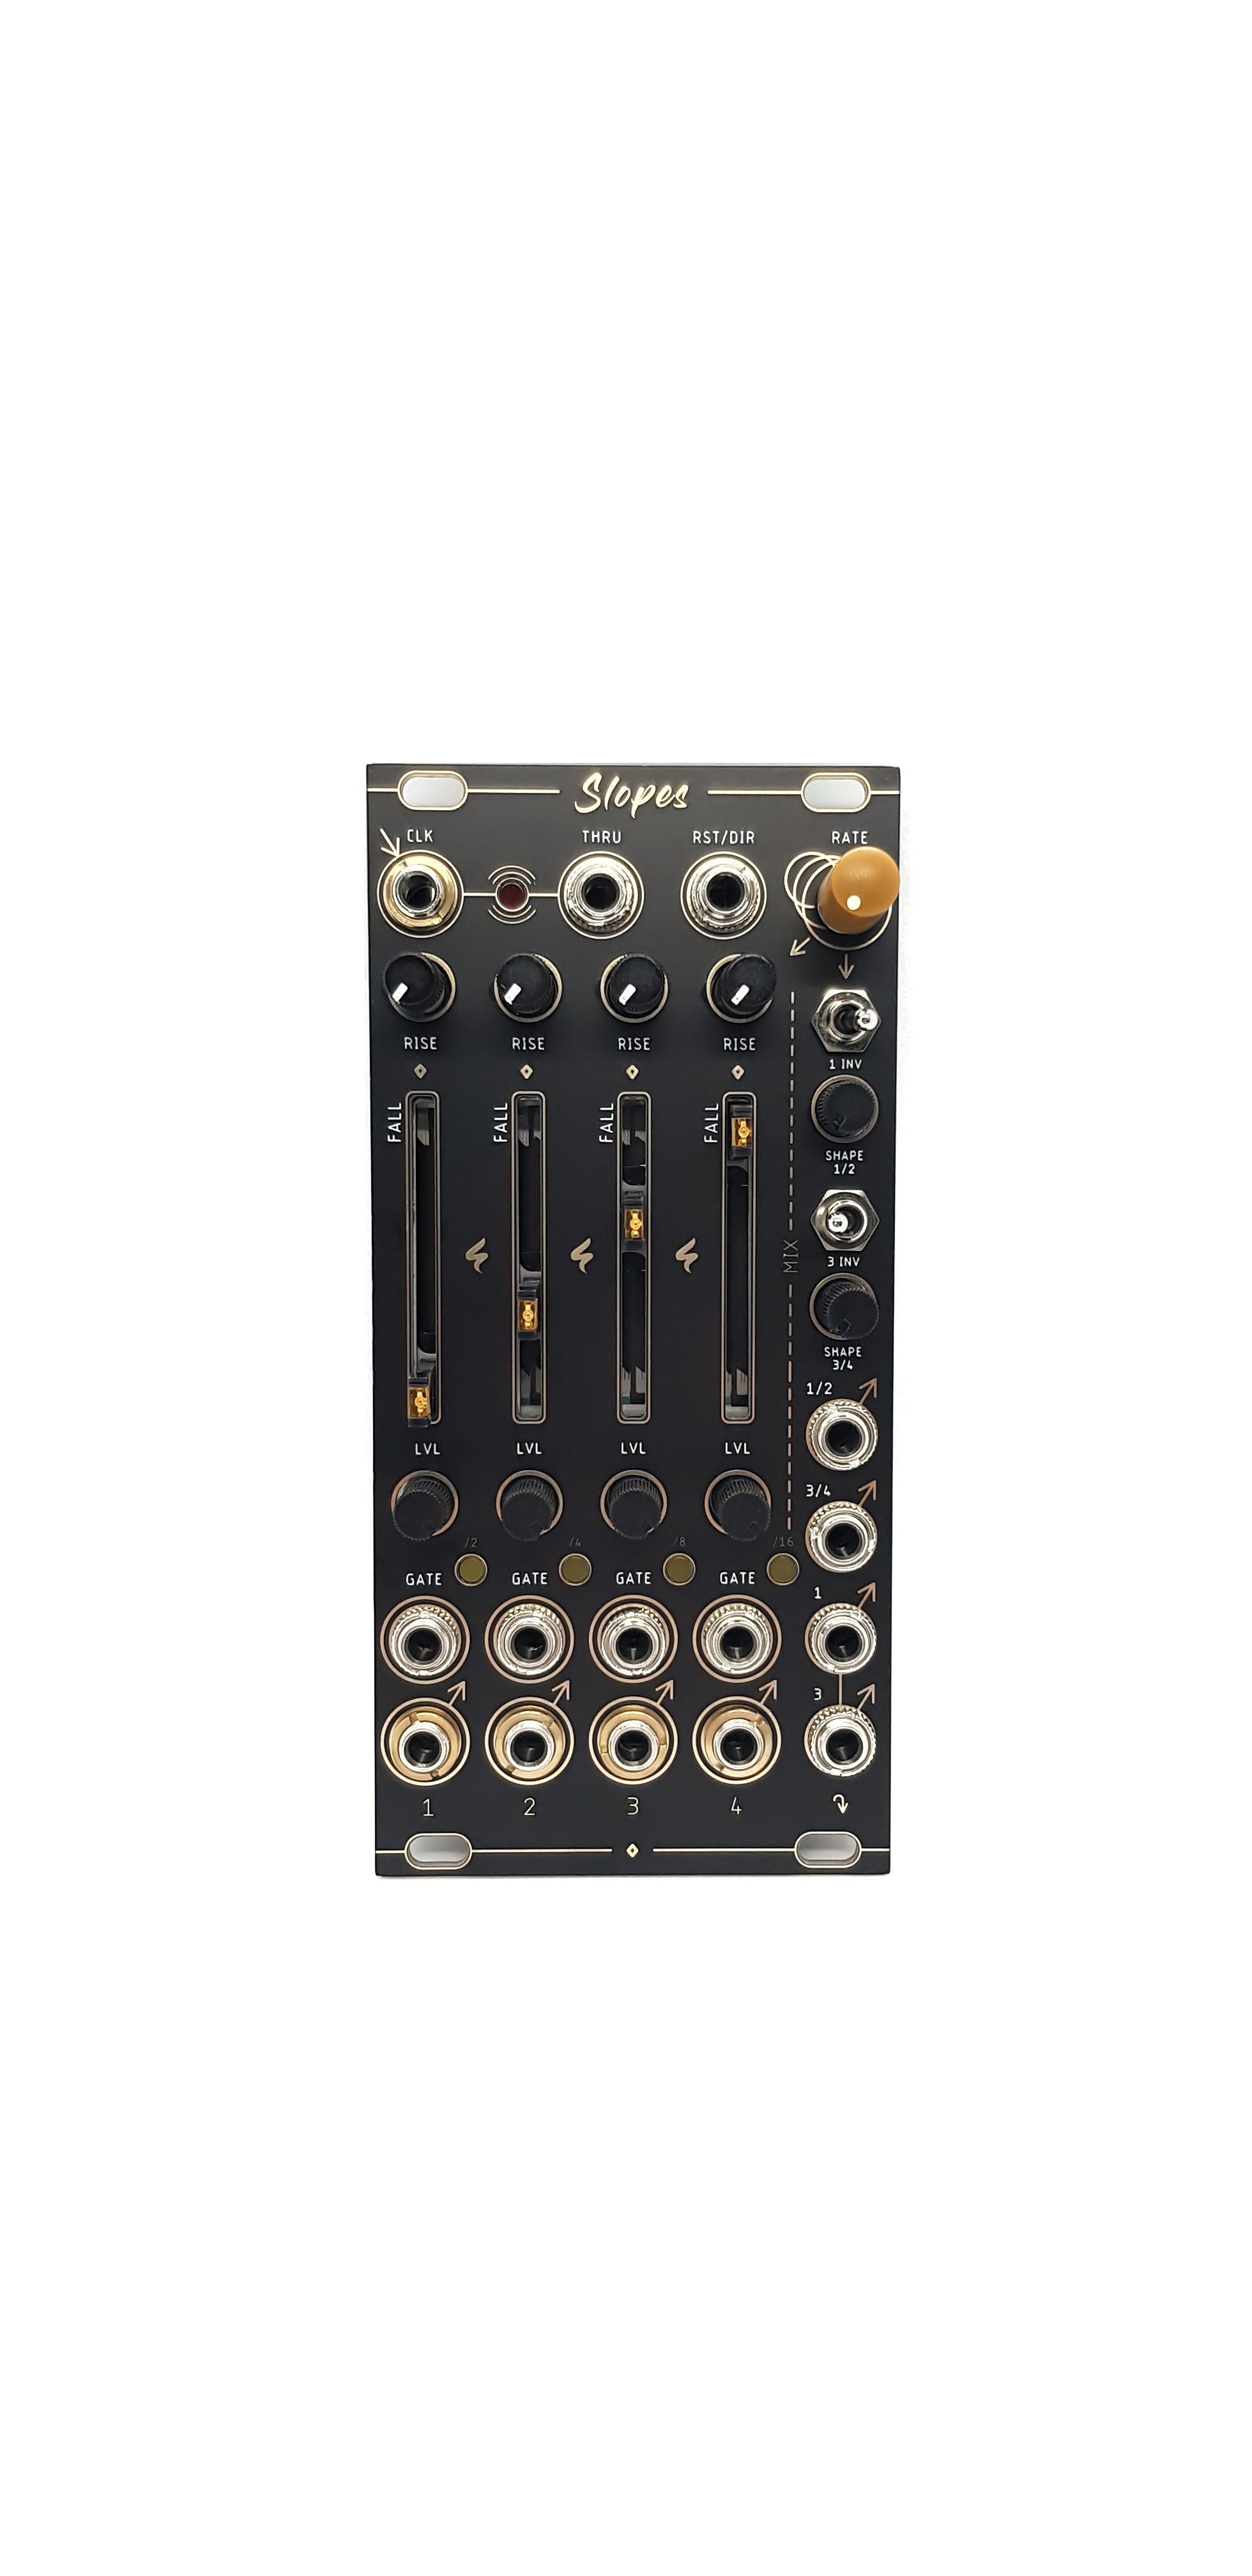 Slopes
CLK THRU RST/DIR RATE
RISE RISE RISE RISE
1 INV
FALL FALL FALL FALL
SHAPE
1/2
MIX
3 INV
SHAPE
3/4
1/2
LVL LVL LVL LVL
3/4
/2 /4 /8 /16
GATE GATE GATE GATE
1
3
1 2 3 4